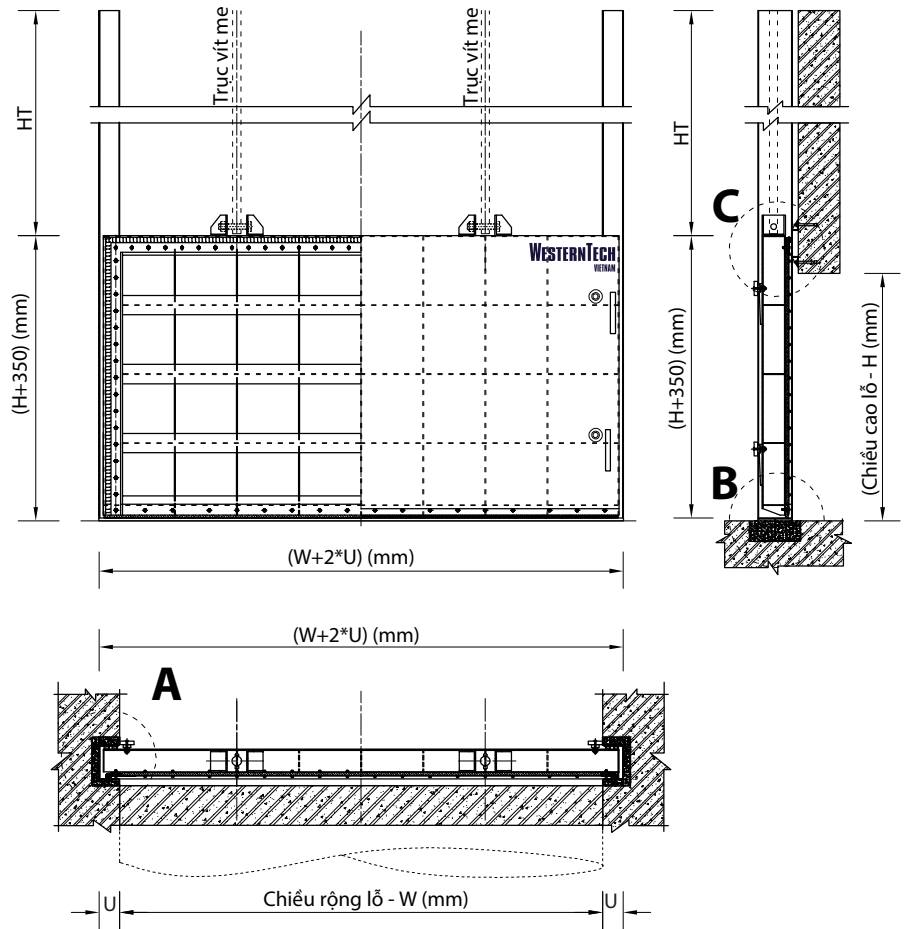 Trục vít me
Trục vít me
HT
HT
C
WESTERNTECH
VIETNAM
(H+350) (mm)
(H+350) (mm)
(Chiều cao lỗ - H (mm)
B
(W+2*U) (mm)
(W+2*U) (mm)
A
U
Chiều rộng lỗ - W (mm)
U